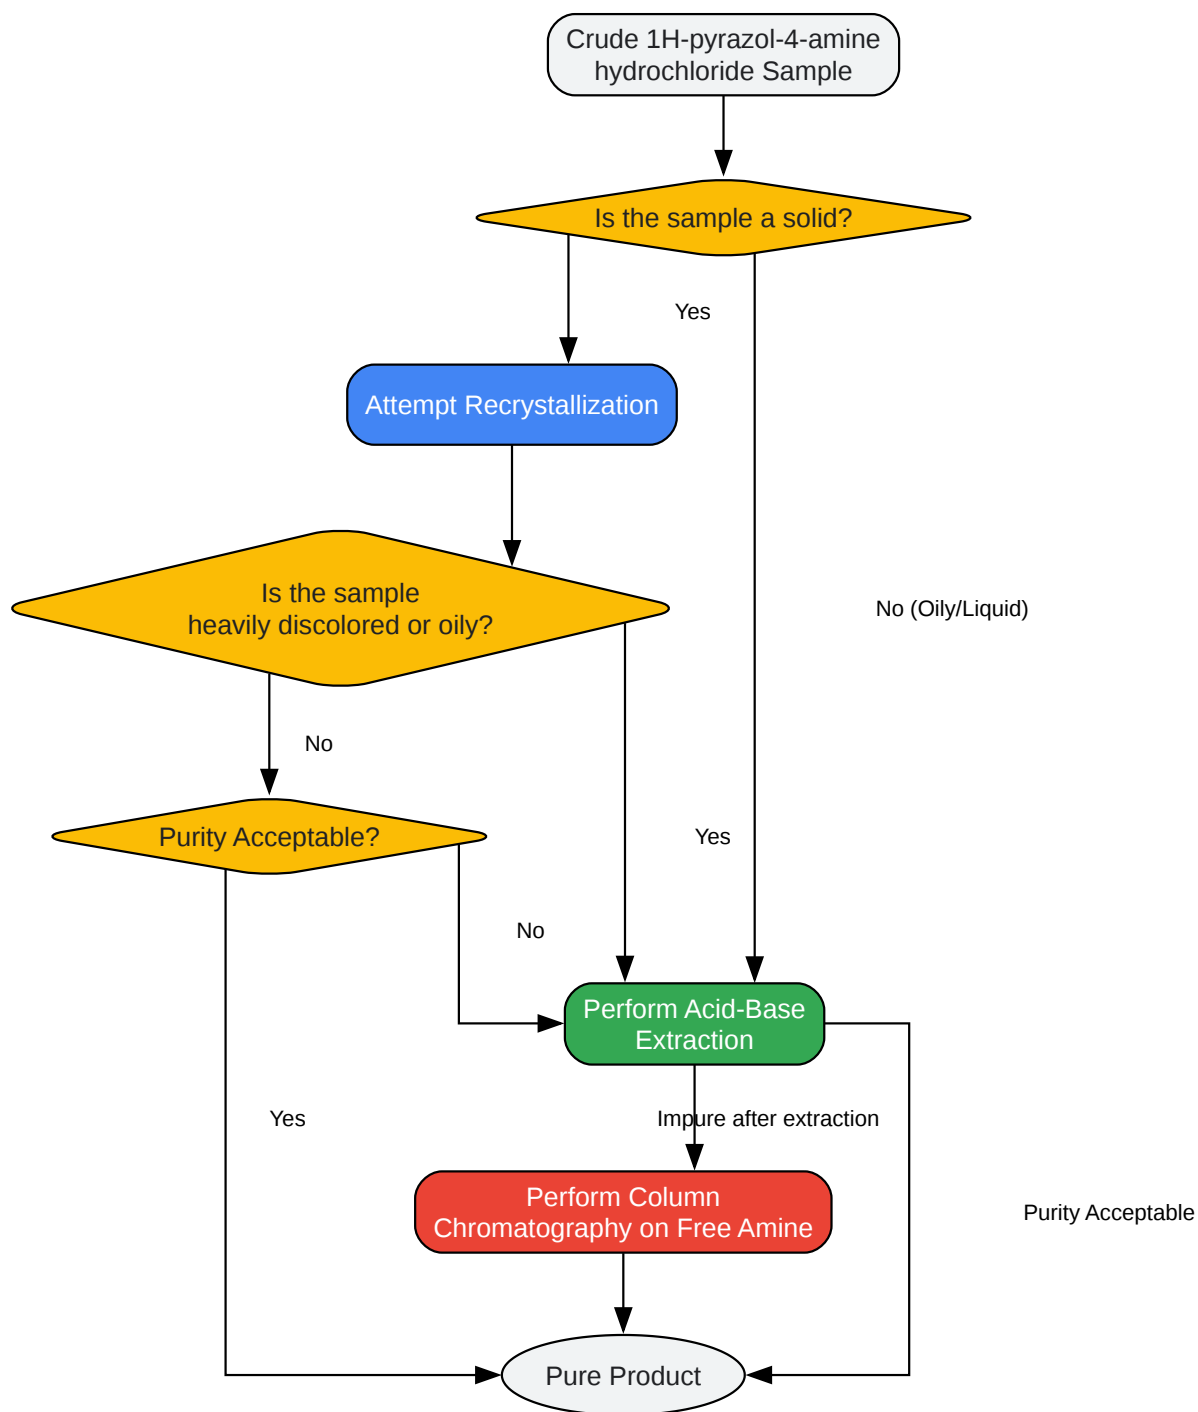 Crude 1H-pyrazol-4-amine
hydrochloride Sample
Is the sample a solid?
Yes
Attempt Recrystallization
Is the sample
heavily discolored or oily?
No (Oily/Liquid)
No
Purity Acceptable?
Yes
No
Perform Acid-Base
Extraction
Yes
Impure after extraction
Perform Column
Chromatography on Free Amine
Purity Acceptable
Pure Product